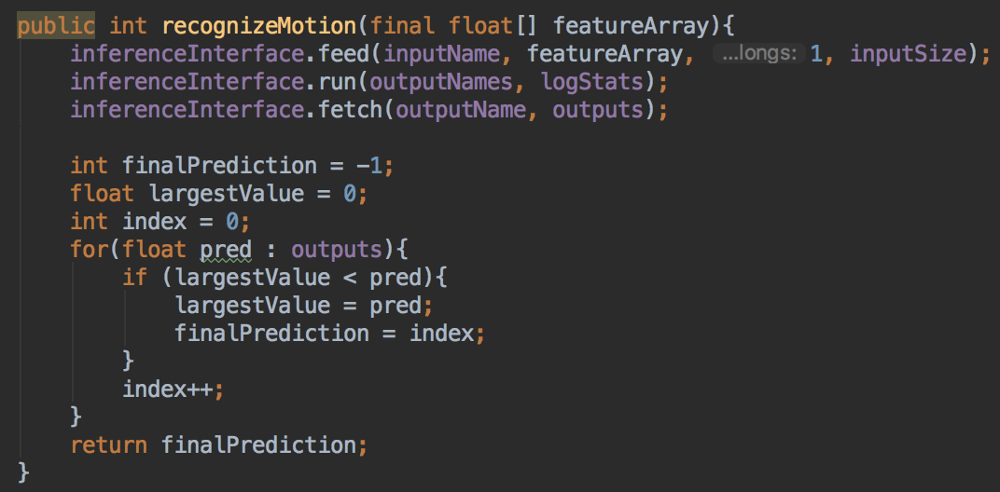 public int recognizeMotion(final float[] featureArray){
    inferenceInterface.feed(inputName, featureArray, ...longs: 1, inputSize);
    inferenceInterface.run(outputNames, logStats);
    inferenceInterface.fetch(outputName, outputs);

    int finalPrediction = -1;
    float largestValue = 0;
    int index = 0;
    for(float pred : outputs){
        if (largestValue < pred){
            largestValue = pred;
            finalPrediction = index;
        }
        index++;
    }
    return finalPrediction;
}